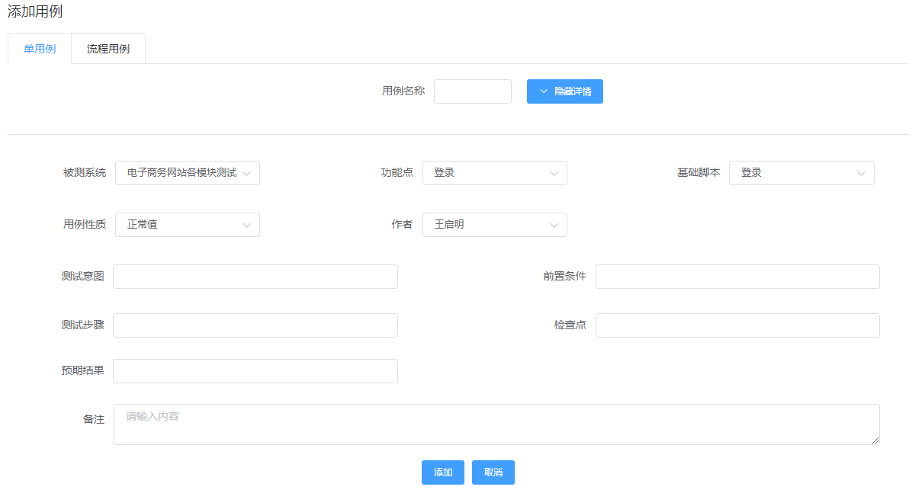 添加用例
单用例 流程用例
用例名称 隐藏详情
被测系统 电子商务网站各模块测试 功能点 登录 基础脚本 登录
用例性质 正常值 作者 王启明
测试意图 前置条件
测试步骤 检查点
预期结果
备注 请输入内容
添加 取消